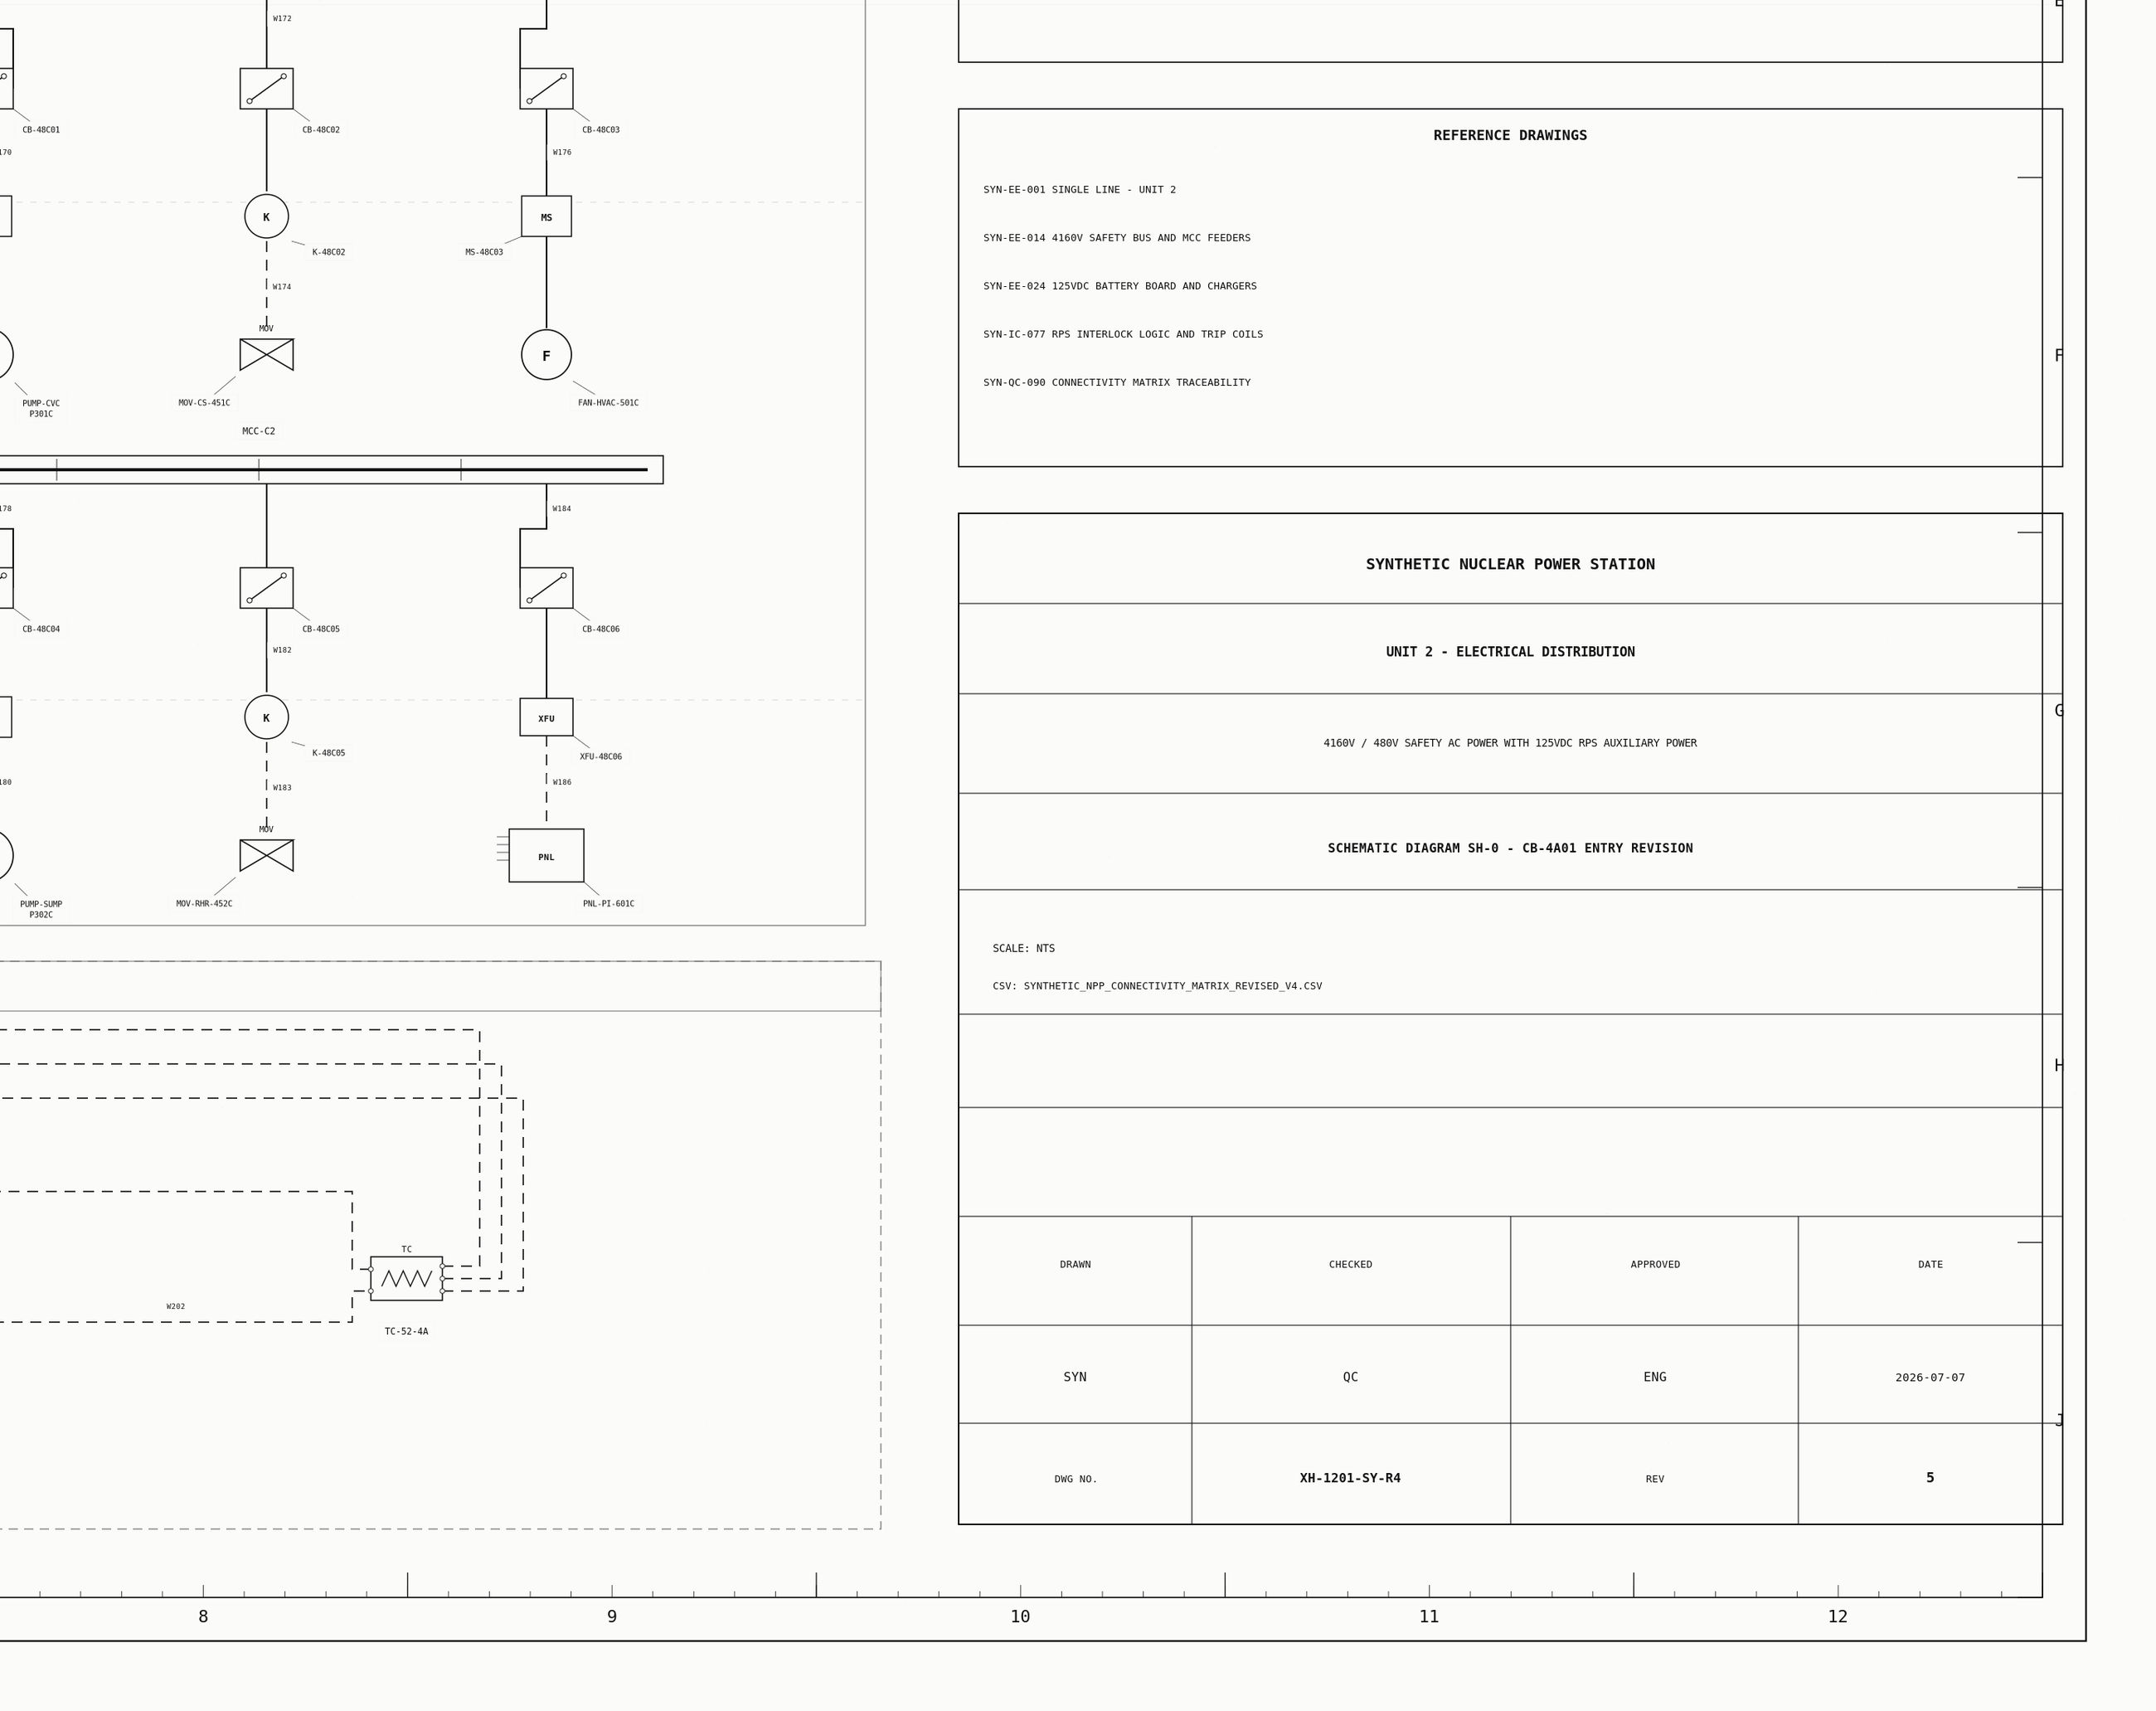 W172
CB-48C01
CB-48C02
CB-48C03
W176
K
MS
K-48C02
MS-48C03
W174
MOV
F
PUMP-CVC
P301C
MOV-CS-451C
FAN-HVAC-501C
MCC-C2
W184
CB-48C04
CB-48C05
CB-48C06
W182
K
XFU
K-48C05
XFU-48C06
W186
W183
MOV
PNL
PUMP-SUMP
P302C
MOV-RHR-452C
PNL-PI-601C
TC
W202
TC-52-4A
REFERENCE DRAWINGS
SYN-EE-001 SINGLE LINE - UNIT 2
SYN-EE-014 4160V SAFETY BUS AND MCC FEEDERS
SYN-EE-024 125VDC BATTERY BOARD AND CHARGERS
SYN-IC-077 RPS INTERLOCK LOGIC AND TRIP COILS
SYN-QC-090 CONNECTIVITY MATRIX TRACEABILITY
SYNTHETIC NUCLEAR POWER STATION
UNIT 2 - ELECTRICAL DISTRIBUTION
4160V / 480V SAFETY AC POWER WITH 125VDC RPS AUXILIARY POWER
SCHEMATIC DIAGRAM SH-0 - CB-4A01 ENTRY REVISION
SCALE: NTS
CSV: SYNTHETIC_NPP_CONNECTIVITY_MATRIX_REVISED_V4.CSV
DRAWN CHECKED APPROVED DATE
SYN QC ENG 2026-07-07
DWG NO. XH-1201-SY-R4 REV 5
F
G
H
J
8 9 10 11 12